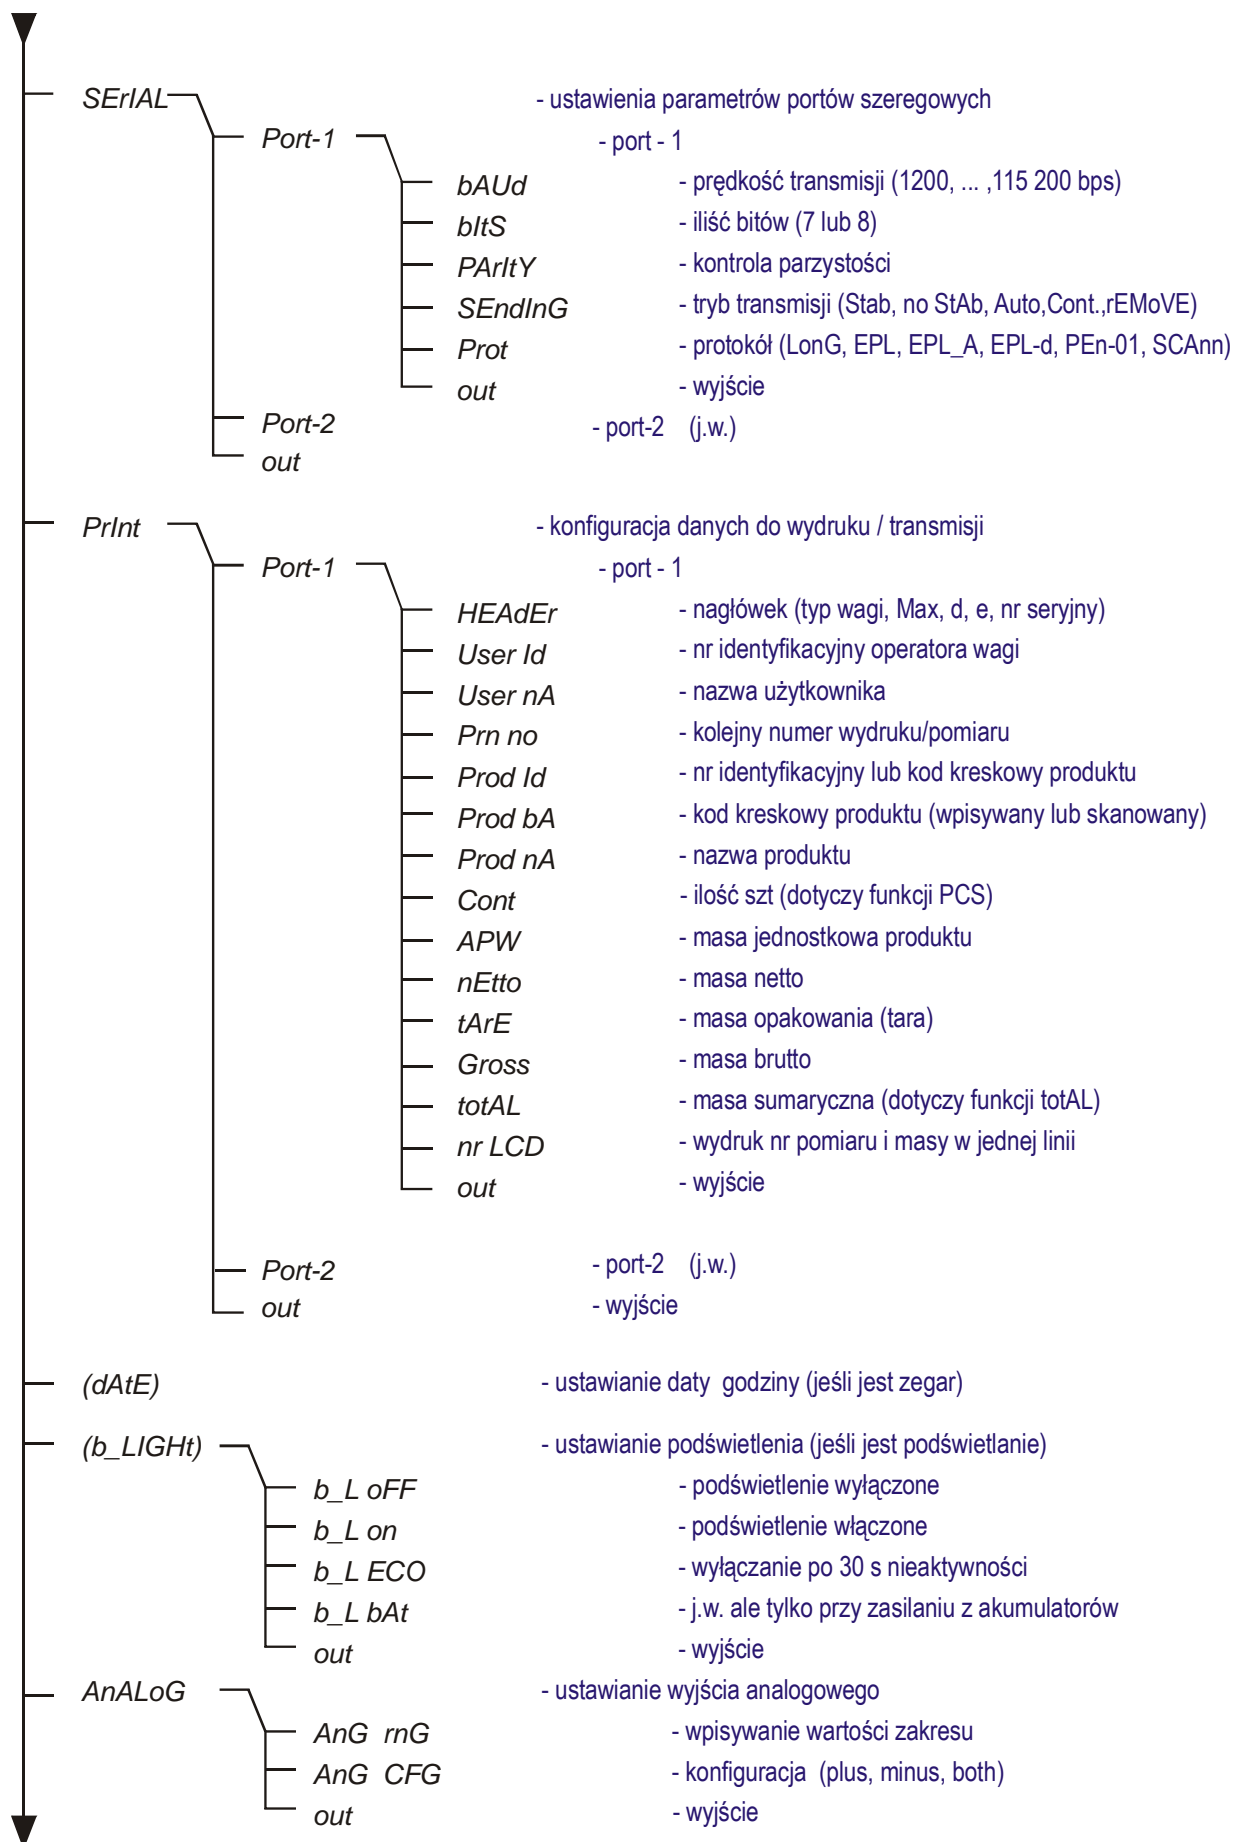 SErIAL - ustawienia parametrów portów szeregowych
Port-1 - port - 1
bAUd - prędkość transmisji (1200, ... ,115 200 bps)
bItS - iliść bitów (7 lub 8)
PArItY - kontrola parzystości
SEndInG - tryb transmisji (Stab, no StAb, Auto,Cont.,rEMoVE)
Prot - protokół (LonG, EPL, EPL_A, EPL-d, PEn-01, SCAnn)
out - wyjście
Port-2 - port-2 (j.w.)
out
PrInt - konfiguracja danych do wydruku / transmisji
Port-1 - port - 1
HEAdEr - nagłówek (typ wagi, Max, d, e, nr seryjny)
User Id - nr identyfikacyjny operatora wagi
User nA - nazwa użytkownika
Prn no - kolejny numer wydruku/pomiaru
Prod Id - nr identyfikacyjny lub kod kreskowy produktu
Prod bA - kod kreskowy produktu (wpisywany lub skanowany)
Prod nA - nazwa produktu
Cont - ilość szt (dotyczy funkcji PCS)
APW - masa jednostkowa produktu
nEtto - masa netto
tArE - masa opakowania (tara)
Gross - masa brutto
totAL - masa sumaryczna (dotyczy funkcji totAL)
nr LCD - wydruk nr pomiaru i masy w jednej linii
out - wyjście
Port-2 - port-2 (j.w.)
out - wyjście
(dAtE) - ustawianie daty godziny (jeśli jest zegar)
(b_LIGHt) - ustawianie podświetlenia (jeśli jest podświetlanie)
b_L oFF - podświetlenie wyłączone
b_L on - podświetlenie włączone
b_L ECO - wyłączanie po 30 s nieaktywności
b_L bAt - j.w. ale tylko przy zasilaniu z akumulatorów
out - wyjście
AnALoG - ustawianie wyjścia analogowego
AnG rnG - wpisywanie wartości zakresu
AnG CFG - konfiguracja (plus, minus, both)
out - wyjście